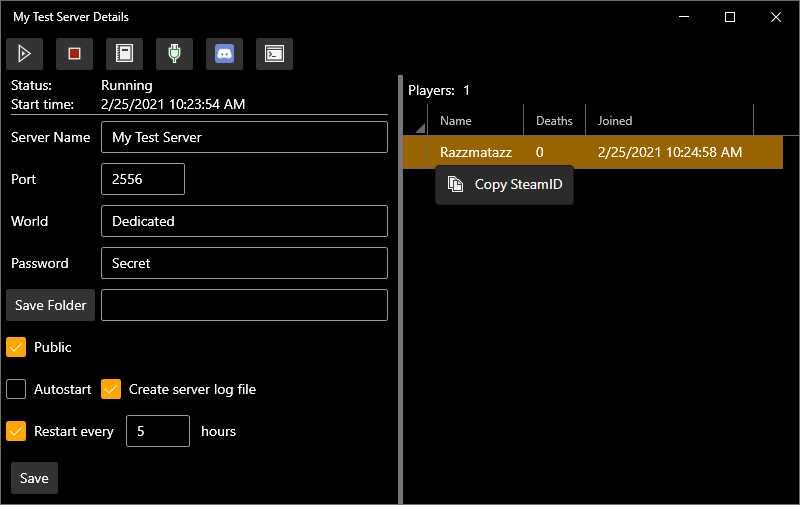 My Test Server Details
Status: Running
Start time: 2/25/2021 10:23:54 AM
Server Name My Test Server
Port 2556
World Dedicated
Password Secret
Save Folder
Public
Autostart Create server log file
Restart every 5 hours
Save
Players: 1
Name Deaths Joined
Razzmatazz 0 2/25/2021 10:24:58 AM
Copy SteamID